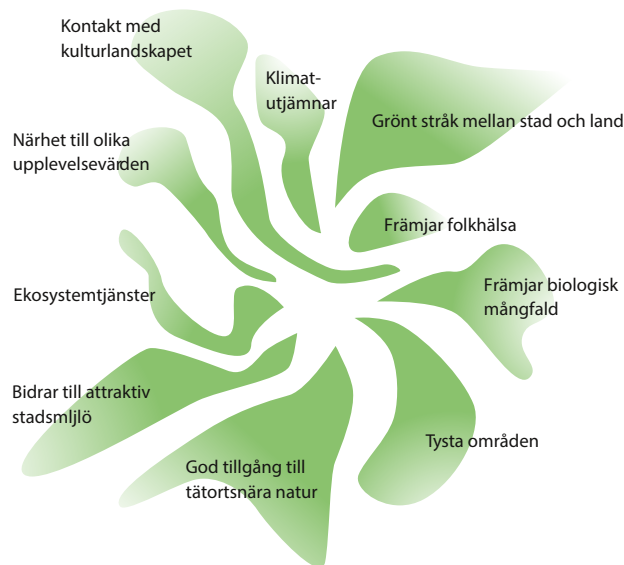 Kontakt med
kulturlandskapet
Klimat-
utjämnar
Grönt stråk mellan stad och land
Närhet till olika
upplevelsevärden
Främjar folkhälsa
Ekosystemtjänster
Främjar biologisk
mångfald
Bidrar till attraktiv
stadsmljlö
Tysta områden
God tillgång till
tätortsnära natur